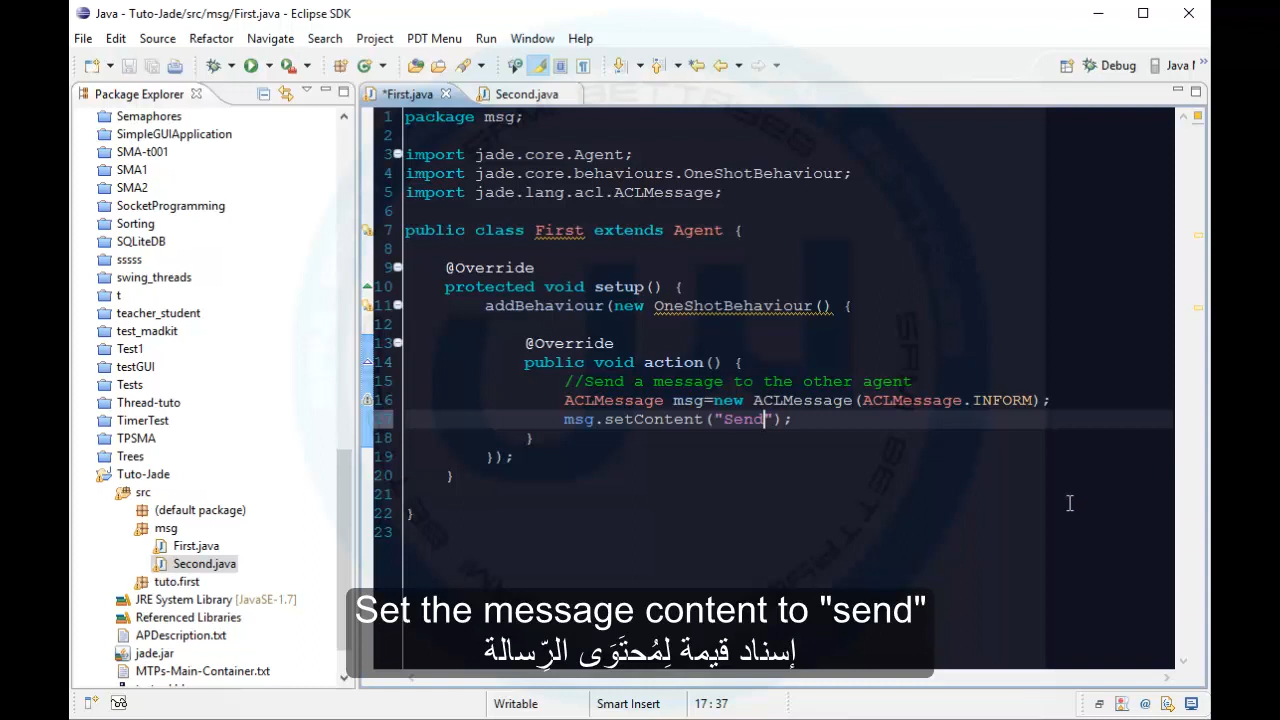 Java - Tuto-Jade/src/msg/First.java - Eclipse SDK
File Edit Source Refactor Navigate Search Project PDT Menu Run Window Help
Debug Java
Package Explorer
*First.java Second.java
Semaphores
SimpleGUIApplication
SMA-t001
SMA1
SMA2
SocketProgramming
Sorting
SQLiteDB
sssss
swing_threads
t
teacher_student
test_madkit
Test1
testGUI
Tests
Thread-tuto
TimerTest
TPSMA
Trees
Tuto-Jade
src
(default package)
msg
First.java
Second.java
tuto.first
JRE System Library [JavaSE-1.7]
Referenced Libraries
APDescription.txt
jade.jar
MTPs-Main-Container.txt
1 package msg;
2
3 import jade.core.Agent;
4 import jade.core.behaviours.OneShotBehaviour;
5 import jade.lang.acl.ACLMessage;
6
7 public class First extends Agent {
8
9 @Override
10 protected void setup() {
11 addBehaviour(new OneShotBehaviour() {
12
13 @Override
14 public void action() {
15 //Send a message to the other agent
16 ACLMessage msg=new ACLMessage(ACLMessage.INFORM);
17 msg.setContent("Send");
18 }
19 });
20 }
21
22 }
23
Set the message content to "send"
إسناد قيمة لِمُحتَوَى الرّسالة
Writable Smart Insert 17 : 37